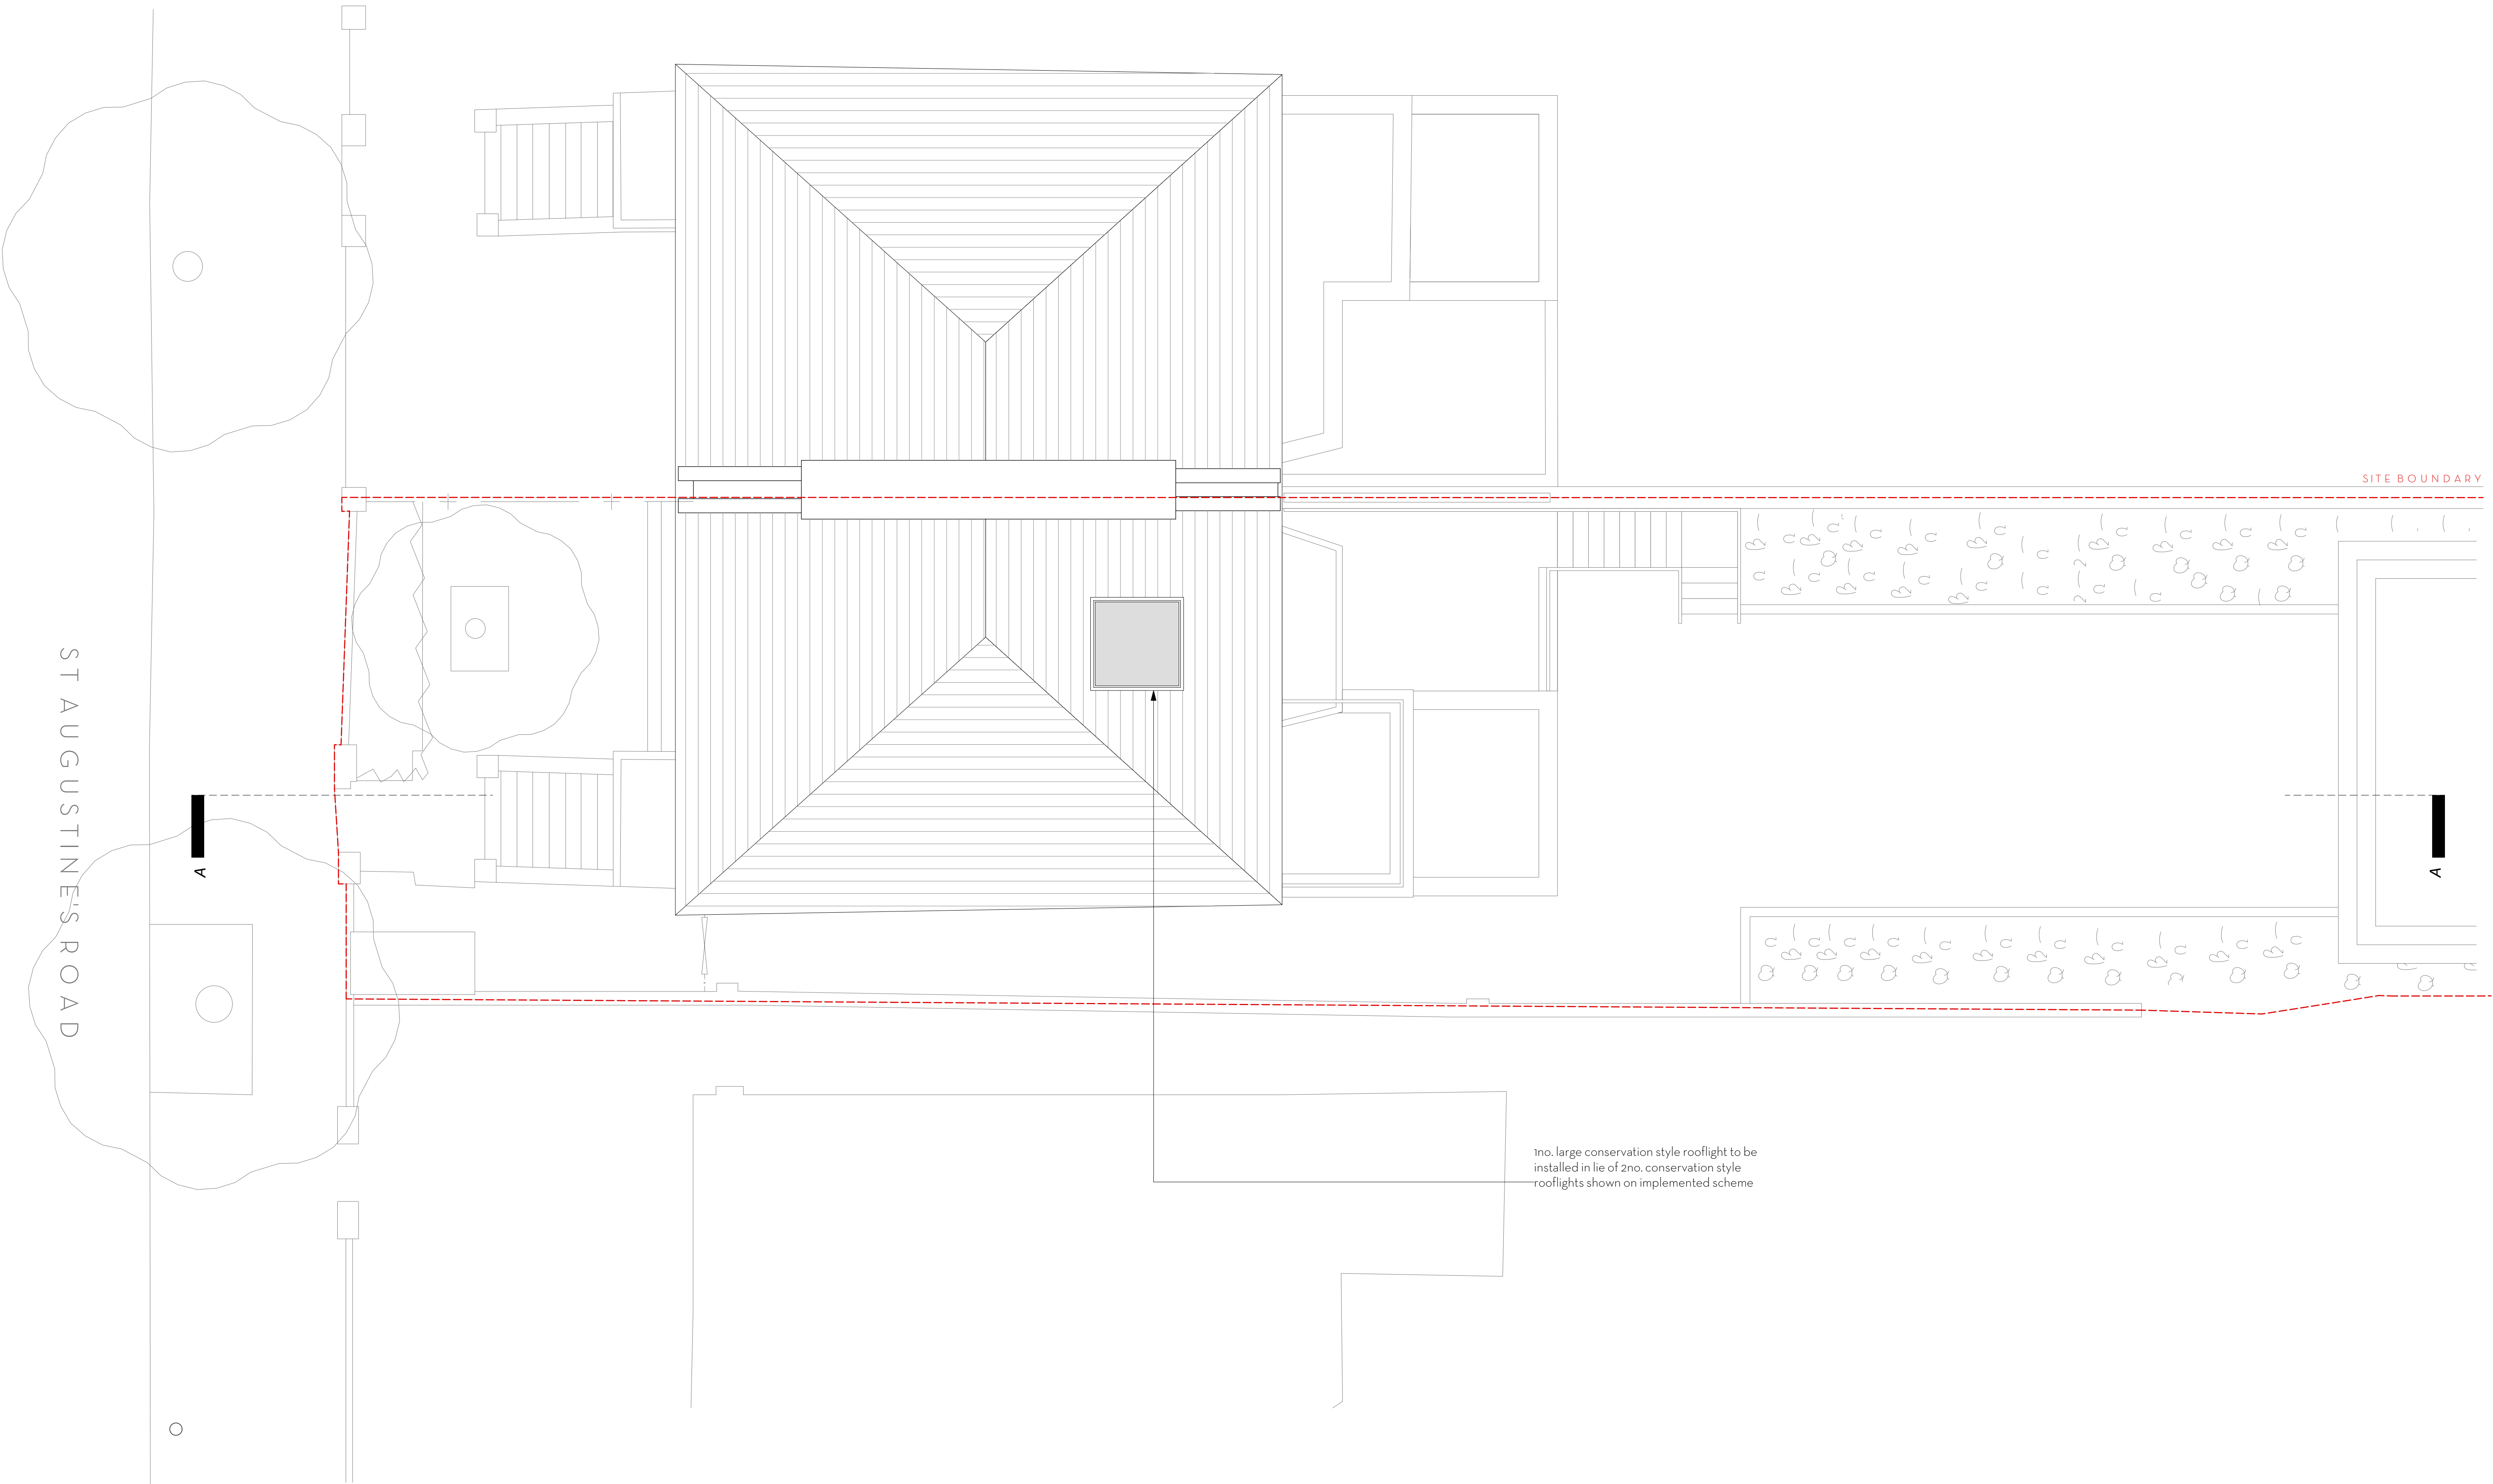 SITE BOUNDARY
ST AUGUSTINE'S ROAD
A
A
1no. large conservation style rooflight to be
installed in lie of 2no. conservation style
rooflights shown on implemented scheme